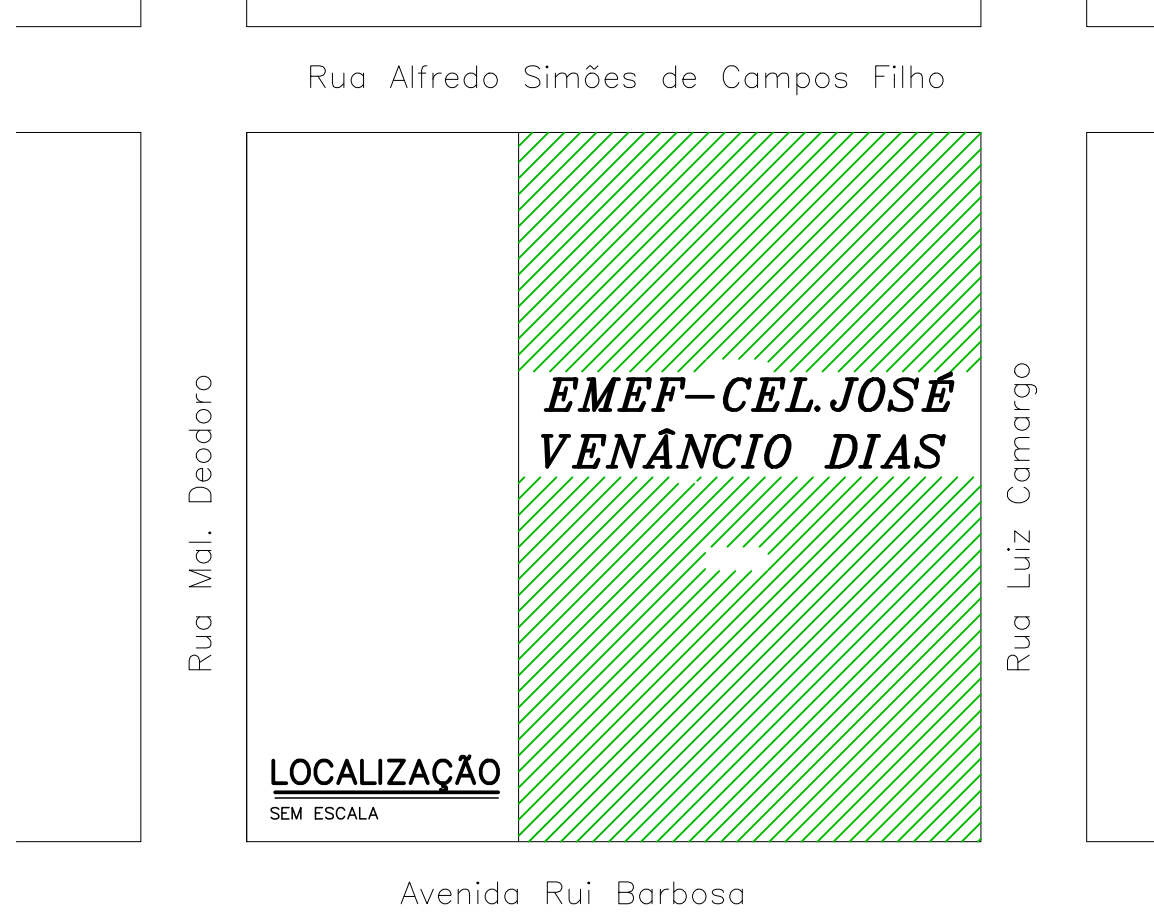 Rua Alfredo Simões de Campos Filho
EMEF-CEL.JOSÉ
VENÂNCIO DIAS
Rua Mal. Deodoro
Rua Luiz Camargo
LOCALIZAÇÃO
SEM ESCALA
Avenida Rui Barbosa